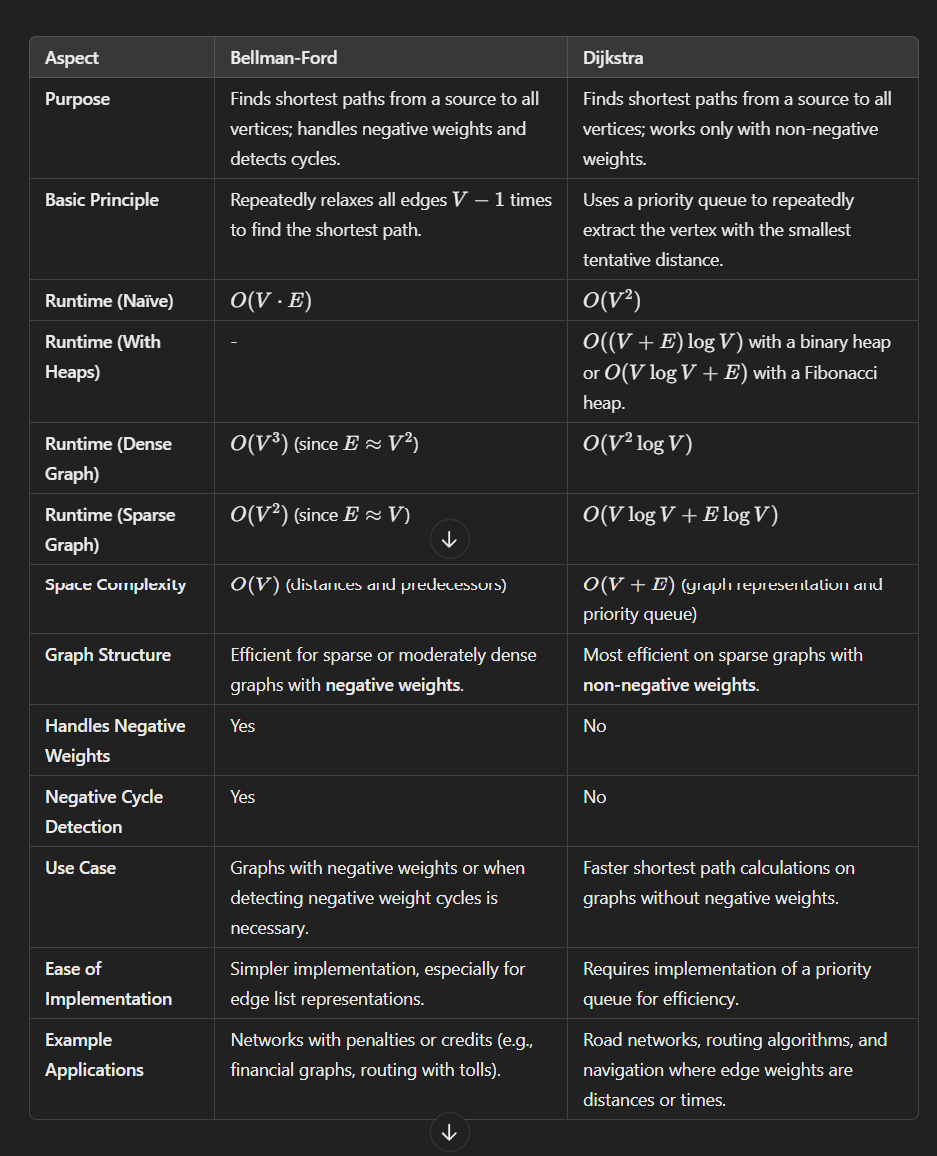 Aspect Bellman-Ford Dijkstra
Purpose Finds shortest paths from a source to all Finds shortest paths from a source to all
vertices; handles negative weights and vertices; works only with non-negative
detects cycles. weights.
Basic Principle Repeatedly relaxes all edges V − 1 times Uses a priority queue to repeatedly
to find the shortest path. extract the vertex with the smallest
tentative distance.
Runtime (Naïve) O(V · E) O(V²)
Runtime (With - O((V + E) log V) with a binary heap
Heaps) or O(V log V + E) with a Fibonacci
heap.
Runtime (Dense O(V³) (since E ≈ V²) O(V² log V)
Graph)
Runtime (Sparse O(V²) (since E ≈ V) O(V log V + E log V)
Graph)
Space Complexity O(V) (distances and predecessors) O(V + E) (graph representation and
priority queue)
Graph Structure Efficient for sparse or moderately dense Most efficient on sparse graphs with
graphs with negative weights. non-negative weights.
Handles Negative Yes No
Weights
Negative Cycle Yes No
Detection
Use Case Graphs with negative weights or when Faster shortest path calculations on
detecting negative weight cycles is graphs without negative weights.
necessary.
Ease of Simpler implementation, especially for Requires implementation of a priority
Implementation edge list representations. queue for efficiency.
Example Networks with penalties or credits (e.g., Road networks, routing algorithms, and
Applications financial graphs, routing with tolls). navigation where edge weights are
distances or times.